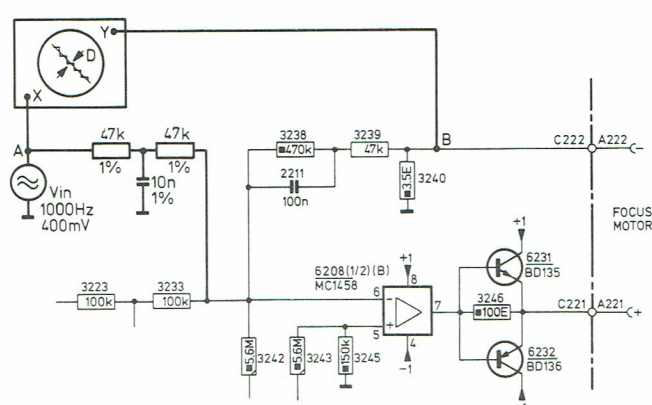 Y
D
X
A
47k
1%
47k
1%
10n
1%
Vin
1000Hz
400mV
3238
■470k
3239
47k
B
2211
100n
■3.5E
3240
C222
A222
(-
FOCUS
MOTOR
+1
6208(1/2)(B)
MC1458
+1
8
6231
BD135
3223
100k
3233
100k
6
-
7
3246
■100E
C221
A221
(+
5
+
4
-1
■5.6M
3242
■5.6M
3243
■150k
3245
6232
BD136